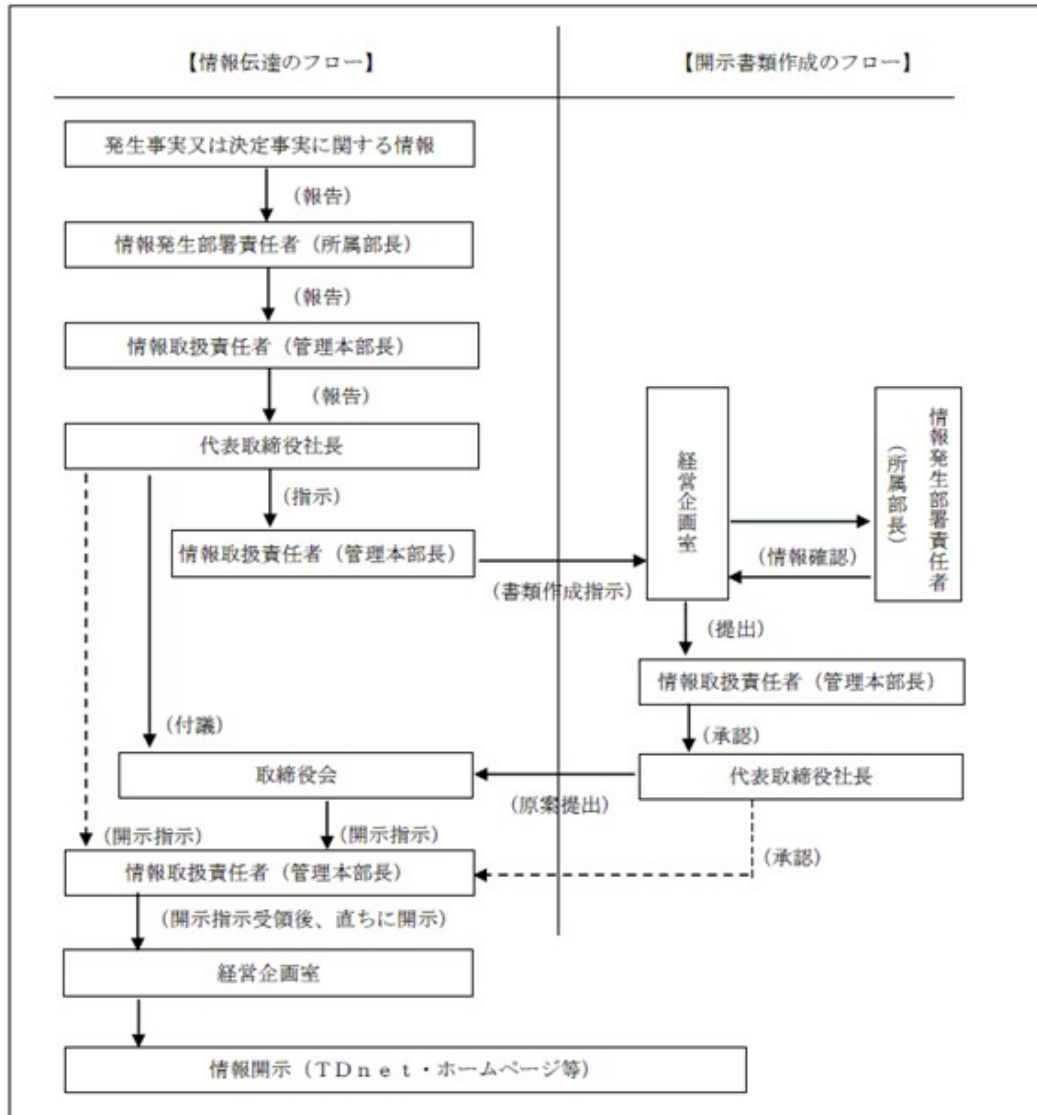 【情報伝達のフロー】
【開示書類作成のフロー】
発生事実又は決定事実に関する情報
(報告)
情報発生部署責任者(所属部長)
(報告)
情報取扱責任者(管理本部長)
(報告)
代表取締役社長
(指示)
情報取扱責任者(管理本部長)
(書類作成指示)
経営企画室
情報発生部署責任者
(所属部長)
(情報確認)
(提出)
情報取扱責任者(管理本部長)
(承認)
代表取締役社長
(原案提出)
(付議)
取締役会
(開示指示)
(開示指示)
(承認)
情報取扱責任者(管理本部長)
(開示指示受領後、直ちに開示)
経営企画室
情報開示(TDnet・ホームページ等)